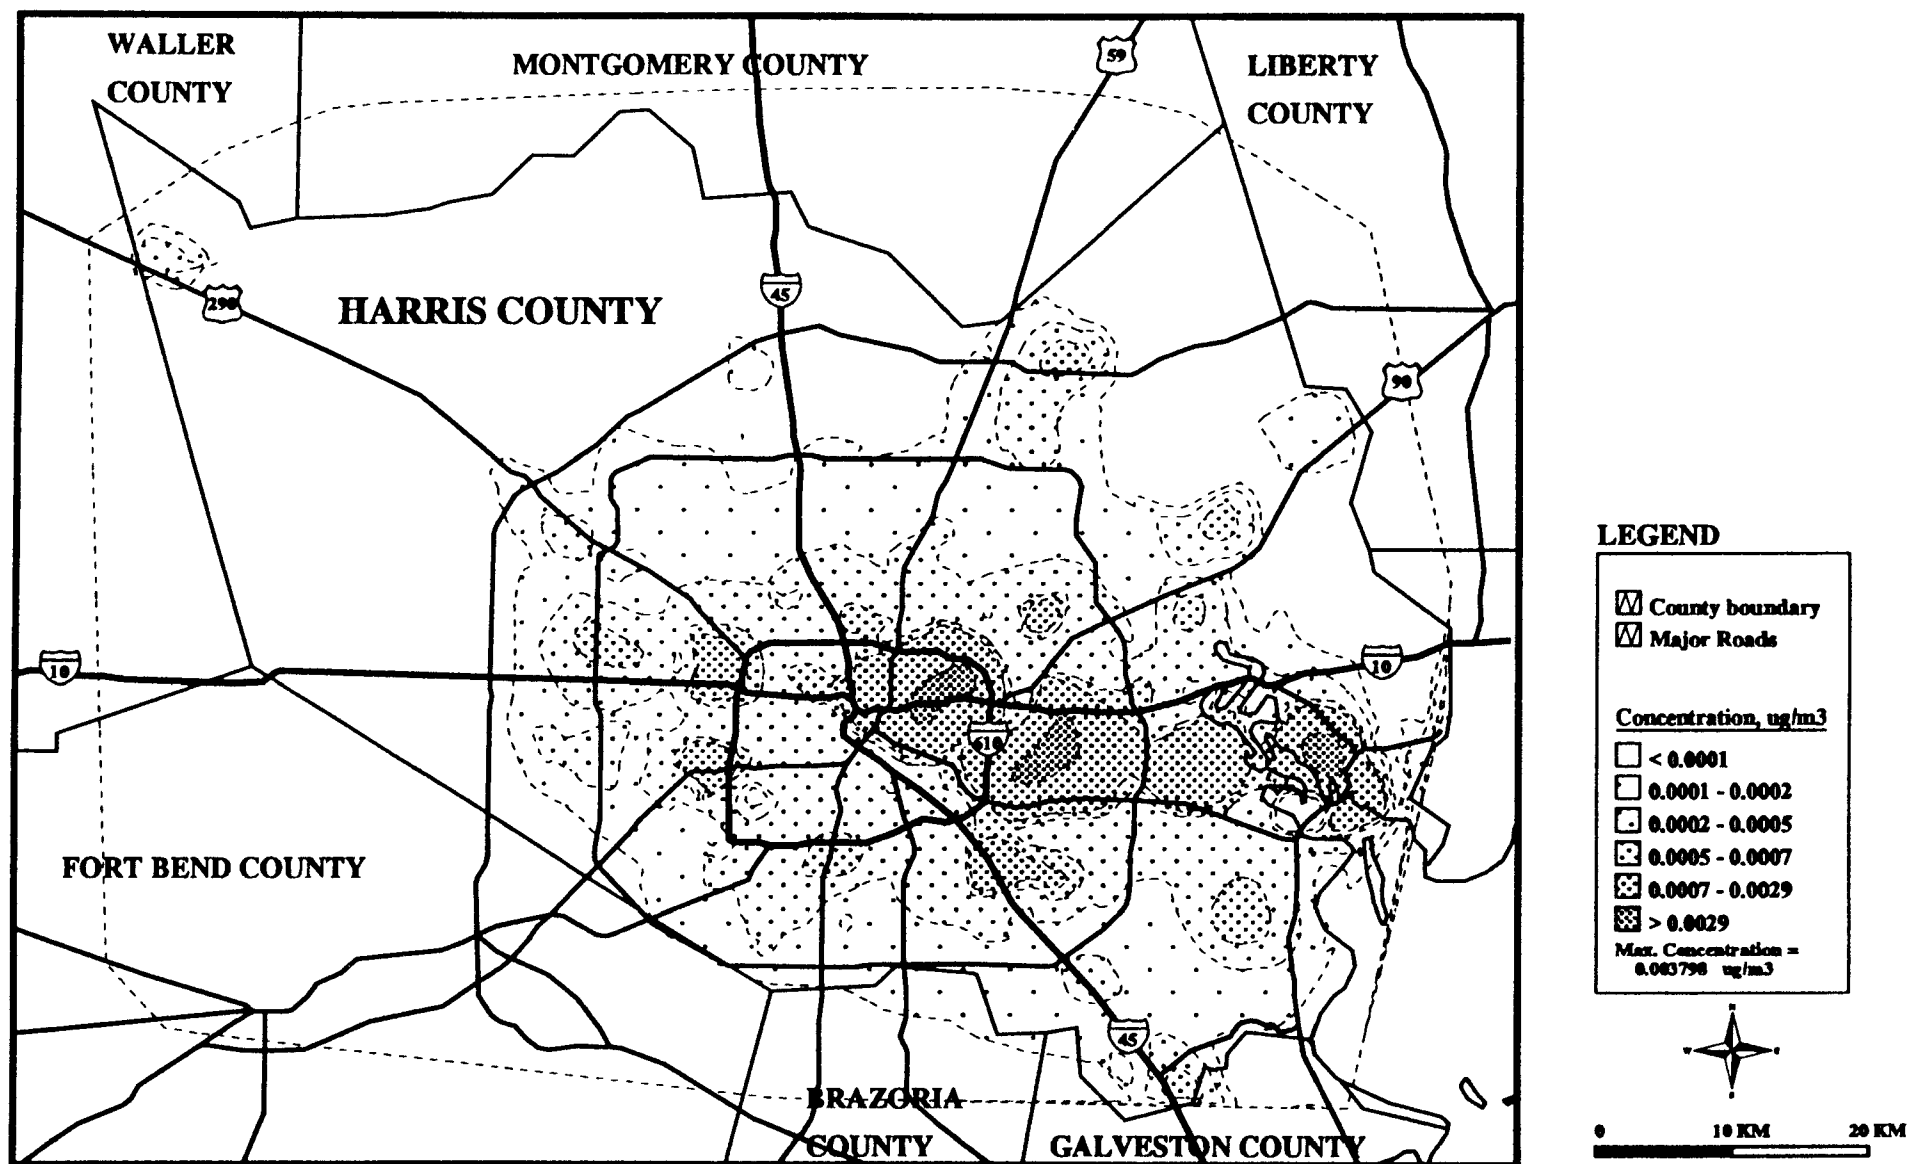 WALLER
COUNTY
MONTGOMERY COUNTY
59
LIBERTY
COUNTY
290
HARRIS COUNTY
45
90
10
10
610
FORT BEND COUNTY
45
BRAZORIA
COUNTY
GALVESTON COUNTY
LEGEND
County boundary
Major Roads
Concentration, ug/m3
< 0.0001
0.0001 - 0.0002
0.0002 - 0.0005
0.0005 - 0.0007
0.0007 - 0.0029
> 0.0029
Max. Concentration =
0.003798 ug/m3
N
W
E
S
0 10 KM 20 KM